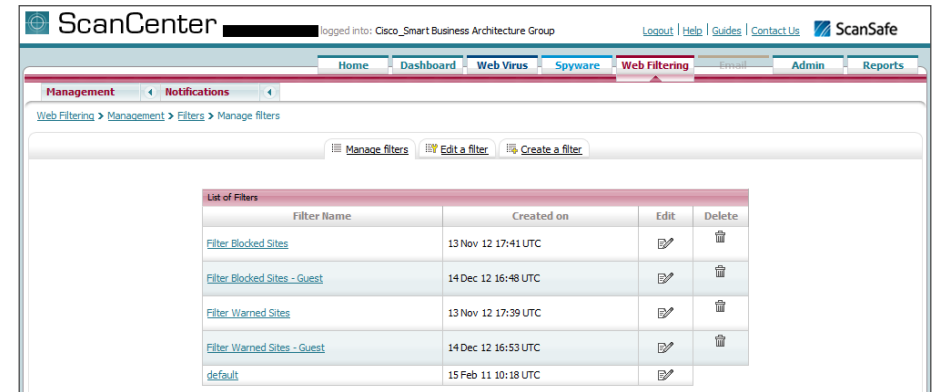 ScanCenter logged into: Cisco_Smart Business Architecture Group Logout | Help | Guides | Contact Us ScanSafe
Home Dashboard Web Virus Spyware Web Filtering Email Admin Reports
Management Notifications
Web Filtering > Management > Filters > Manage filters
Manage filters Edit a filter Create a filter
List of Filters
Filter Name Created on Edit Delete
Filter Blocked Sites 13 Nov 12 17:41 UTC
Filter Blocked Sites - Guest 14 Dec 12 16:48 UTC
Filter Warned Sites 13 Nov 12 17:39 UTC
Filter Warned Sites - Guest 14 Dec 12 16:53 UTC
default 15 Feb 11 10:18 UTC